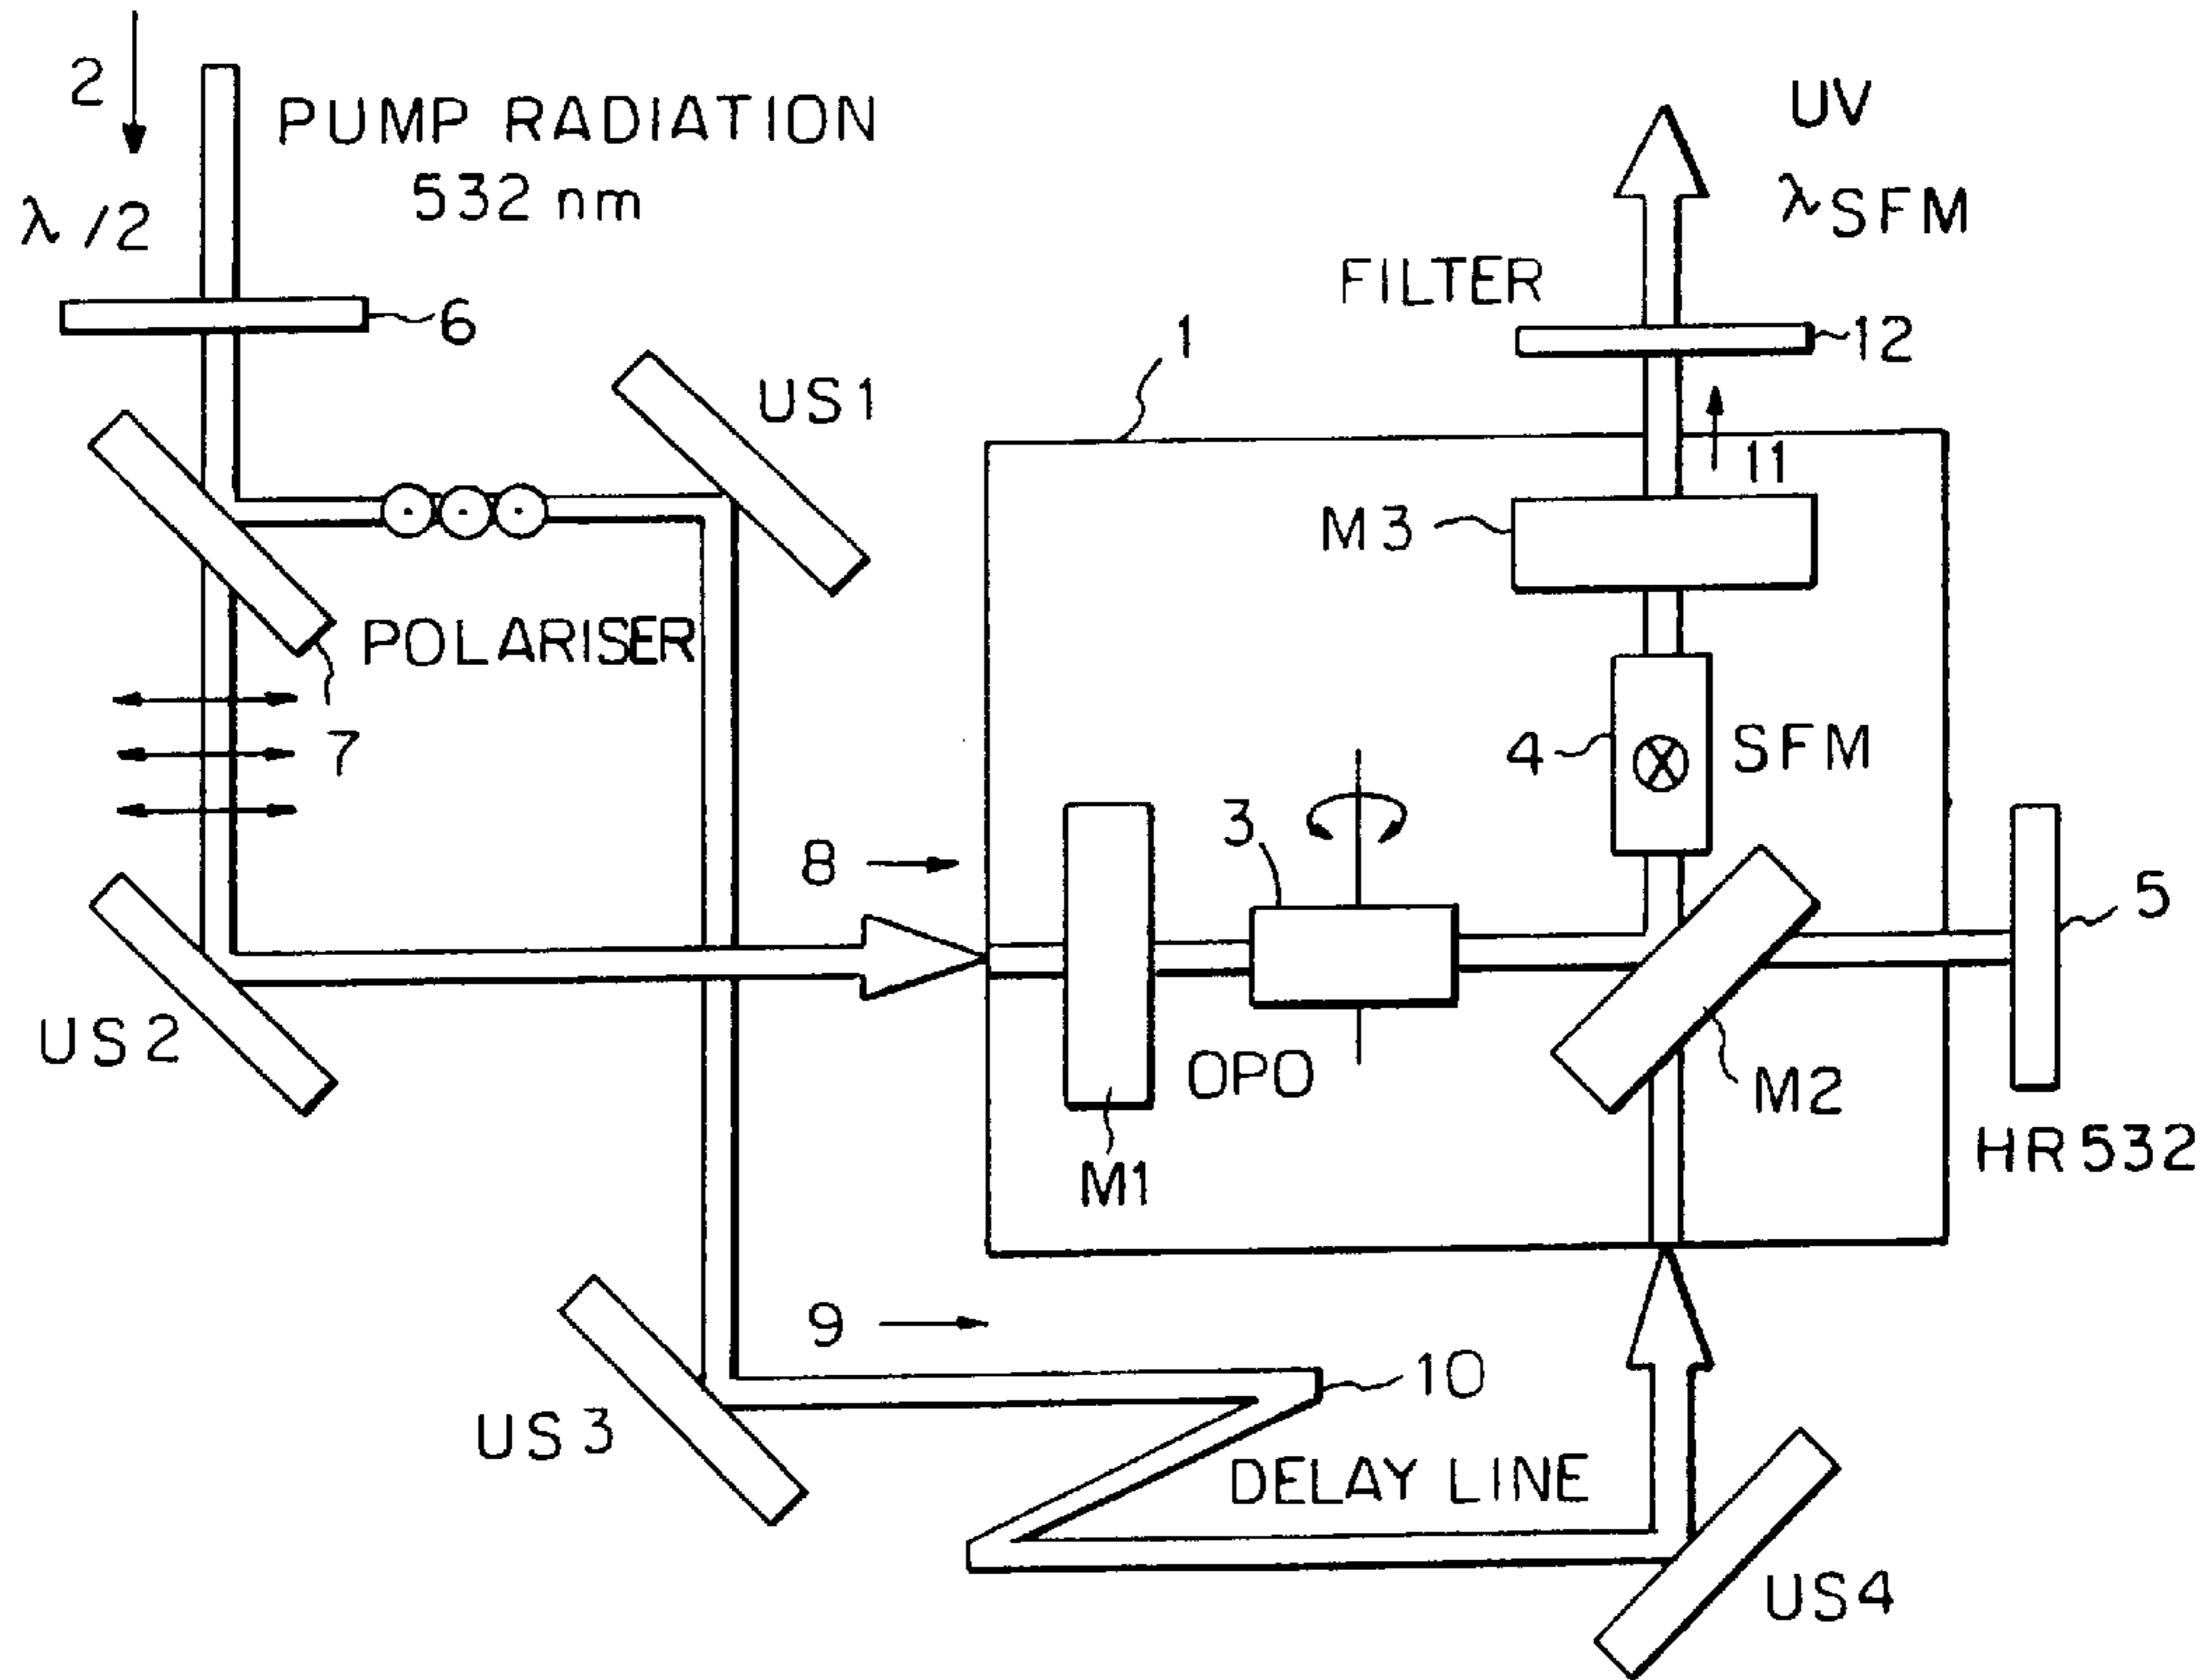 2
PUMP RADIATION
532 nm
λ/2
6
US1
POLARISER
7
US2
8
1
UV
λSFM
FILTER
12
11
M3
4
SFM
3
OPO
M1
M2
5
HR532
9
US3
10
DELAY LINE
US4